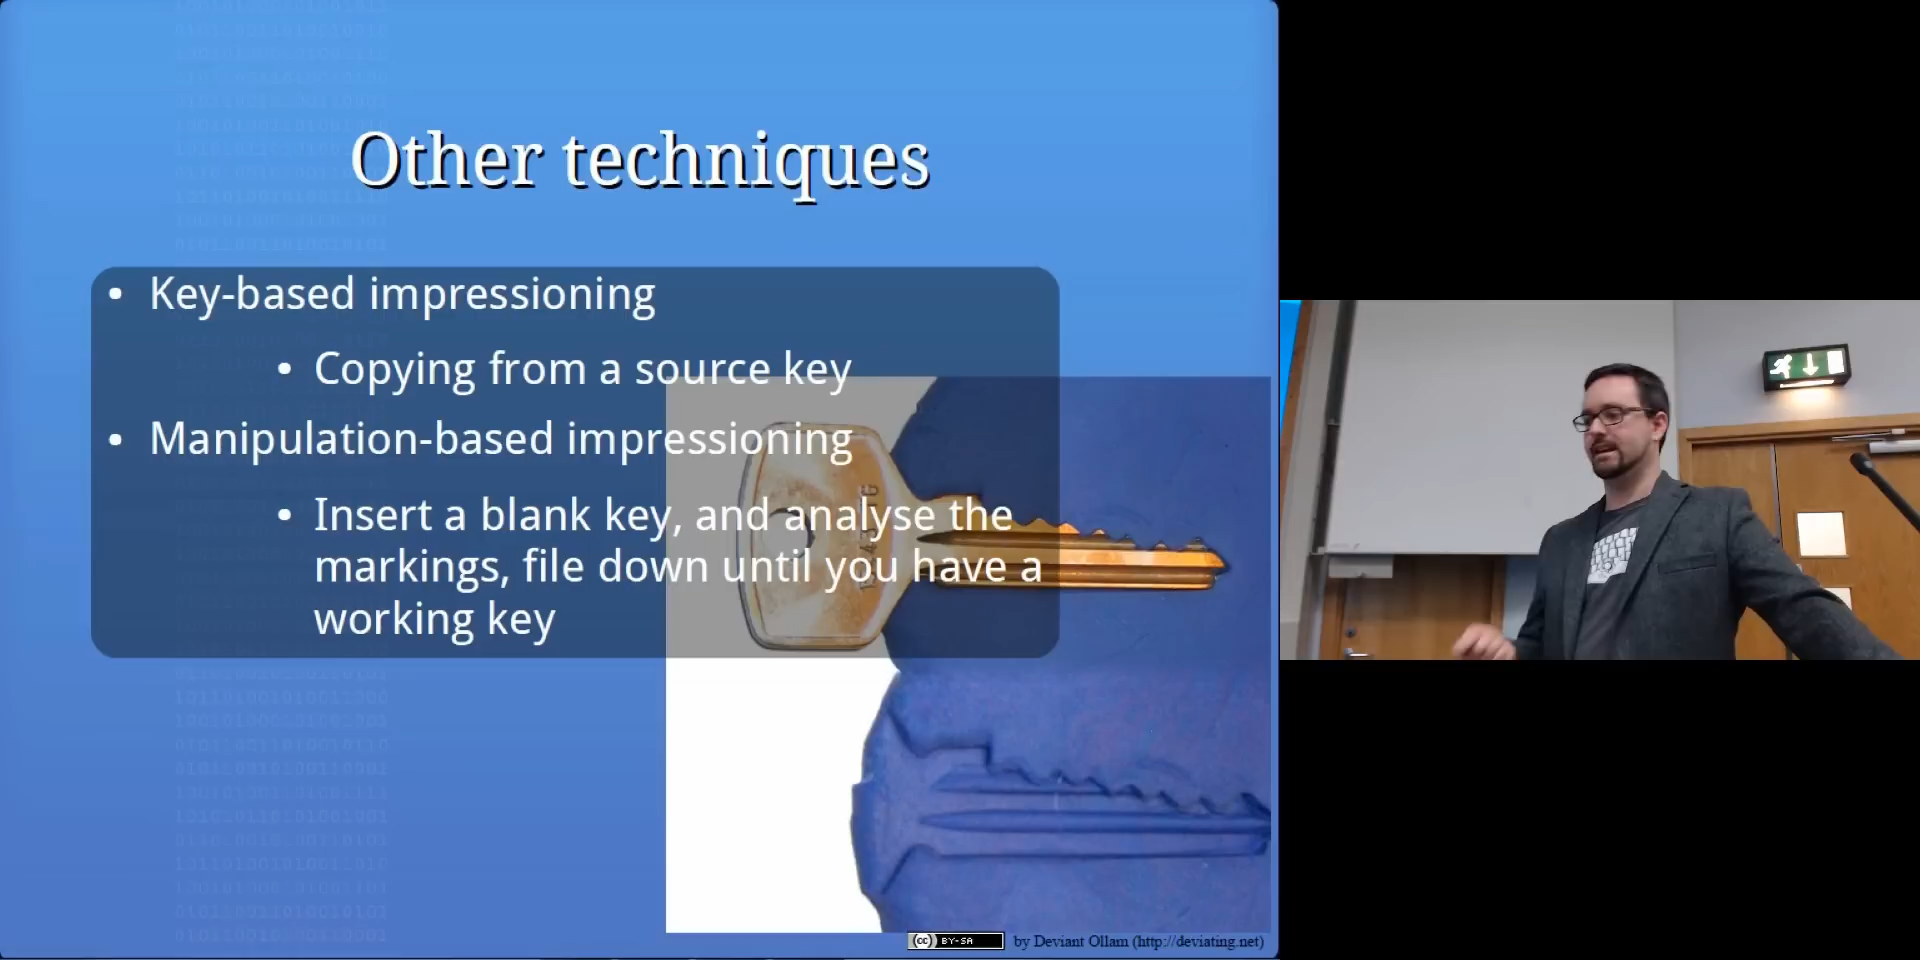 Other techniques
• Key-based impressioning
• Copying from a source key
• Manipulation-based impressioning
• Insert a blank key, and analyse the
markings, file down until you have a
working key
cc BY-SA by Deviant Ollam (http://deviating.net)